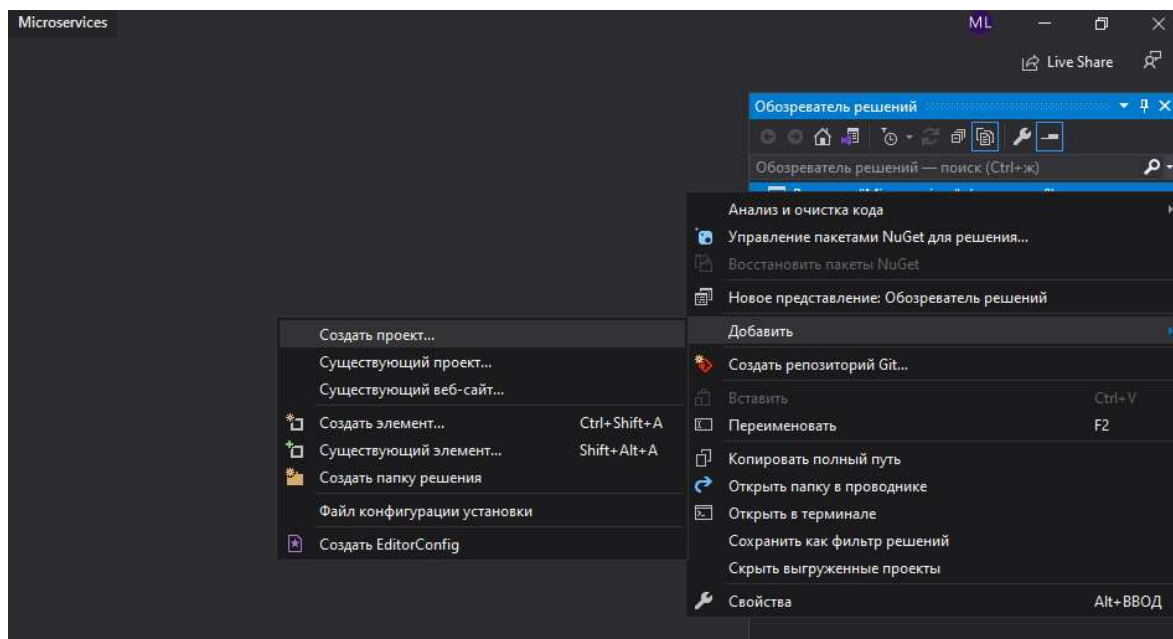 Microservices
ML
Live Share
Обозреватель решений
Обозреватель решений — поиск (Ctrl+ж)
Анализ и очистка кода
Управление пакетами NuGet для решения...
Восстановить пакеты NuGet
Новое представление: Обозреватель решений
Добавить
Создать репозиторий Git...
Вставить Ctrl+V
Переименовать F2
Копировать полный путь
Открыть папку в проводнике
Открыть в терминале
Сохранить как фильтр решений
Скрыть выгруженные проекты
Свойства Alt+ВВОД
Создать проект...
Существующий проект...
Существующий веб-сайт...
Создать элемент... Ctrl+Shift+A
Существующий элемент... Shift+Alt+A
Создать папку решения
Файл конфигурации установки
Создать EditorConfig